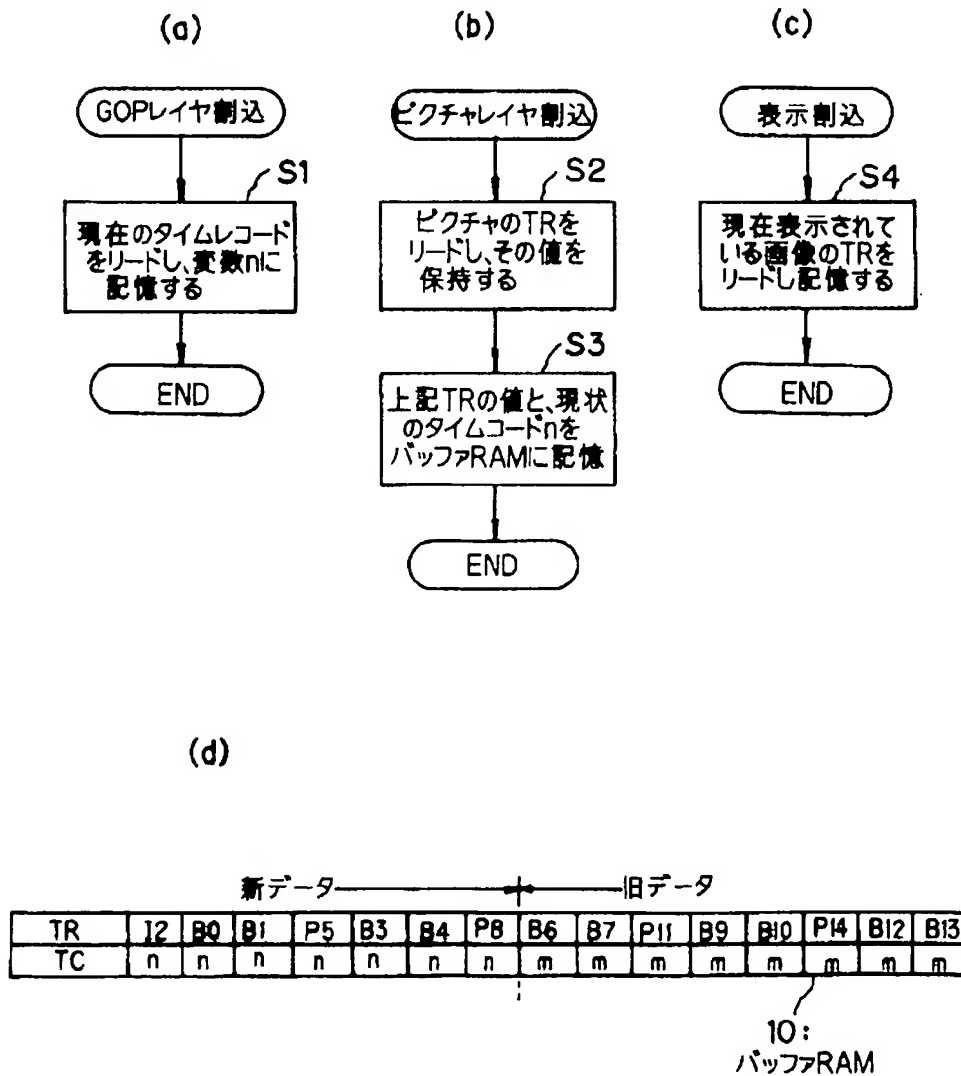 (a)
GOPレイヤ割込
S1
現在のタイムレコード
をリードし、変数nに
記憶する
END
(b)
ピクチャレイヤ割込
S2
ピクチャのTRを
リードし、その値を
保持する
S3
上記TRの値と、現状
のタイムコードnを
バッファRAMに記憶
END
(c)
表示割込
S4
現在表示されて
いる画像のTRを
リードし記憶する
END
(d)
新データ 旧データ
TR I2 B0 B1 P5 B3 B4 P8 B6 B7 P11 B9 B10 P14 B12 B13
TC n n n n n n n m m m m m m m m
10:
バッファRAM